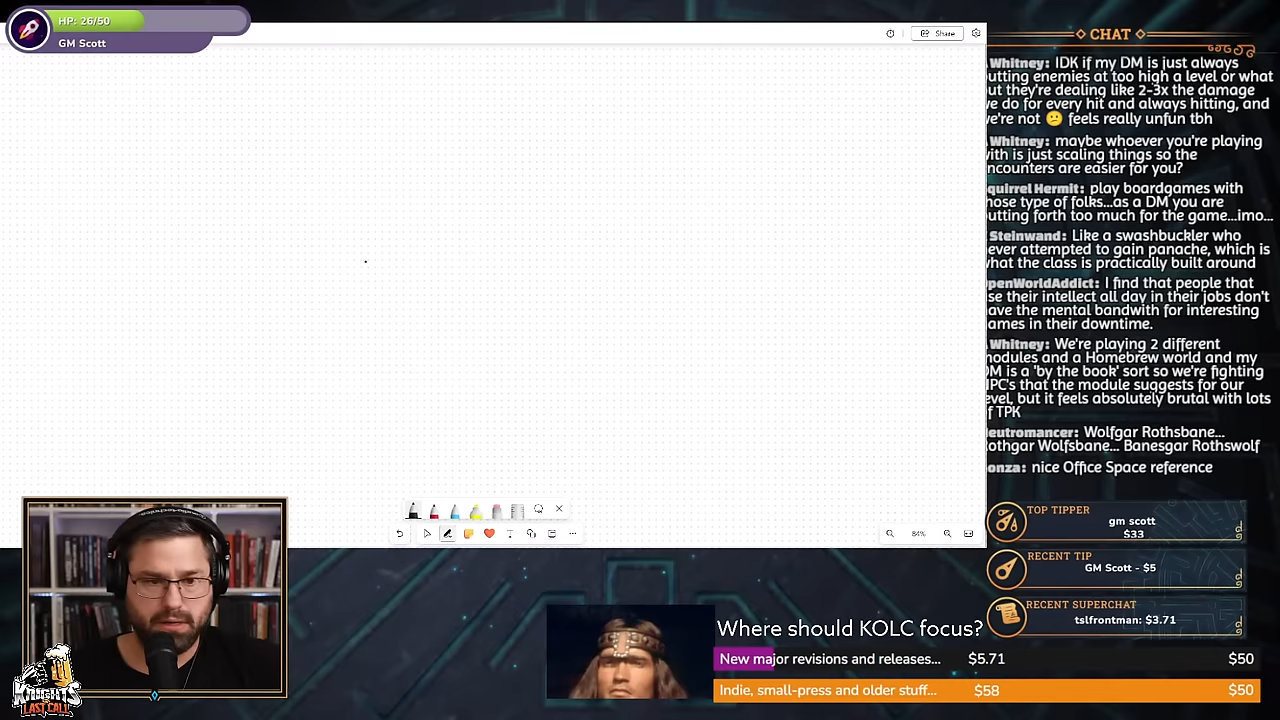 HP: 26/50
GM Scott
Share
CHAT
Whitney: IDK if my DM is just always
utting enemies at too high a level or what
ut they're dealing like 2-3x the damage
ve do for every hit and always hitting, and
ve're not 😕 feels really unfun tbh
Whitney: maybe whoever you're playing
vith is just scaling things so the
ncounters are easier for you?
quirrel Hermit: play boardgames with
hose type of folks...as a DM you are
utting forth too much for the game...imo...
Steinwand: Like a swashbuckler who
ever attempted to gain panache, which is
vhat the class is practically built around
penWorldAddict: I find that people that
se their intellect all day in their jobs don't
ave the mental bandwith for interesting
ames in their downtime.
Whitney: We're playing 2 different
nodules and a Homebrew world and my
DM is a 'by the book' sort so we're fighting
NPC's that the module suggests for our
evel, but it feels absolutely brutal with lots
f TPK
leutromancer: Wolfgar Rothsbane...
othgar Wolfsbane... Banesgar Rothswolf
onza: nice Office Space reference
84%
TOP TIPPER
gm scott
$33
RECENT TIP
GM Scott - $5
RECENT SUPERCHAT
tslfrontman: $3.71
Where should KOLC focus?
New major revisions and releases... $5.71 $50
Indie, small-press and older stuff... $58 $50
KNIGHTS
LAST CALL